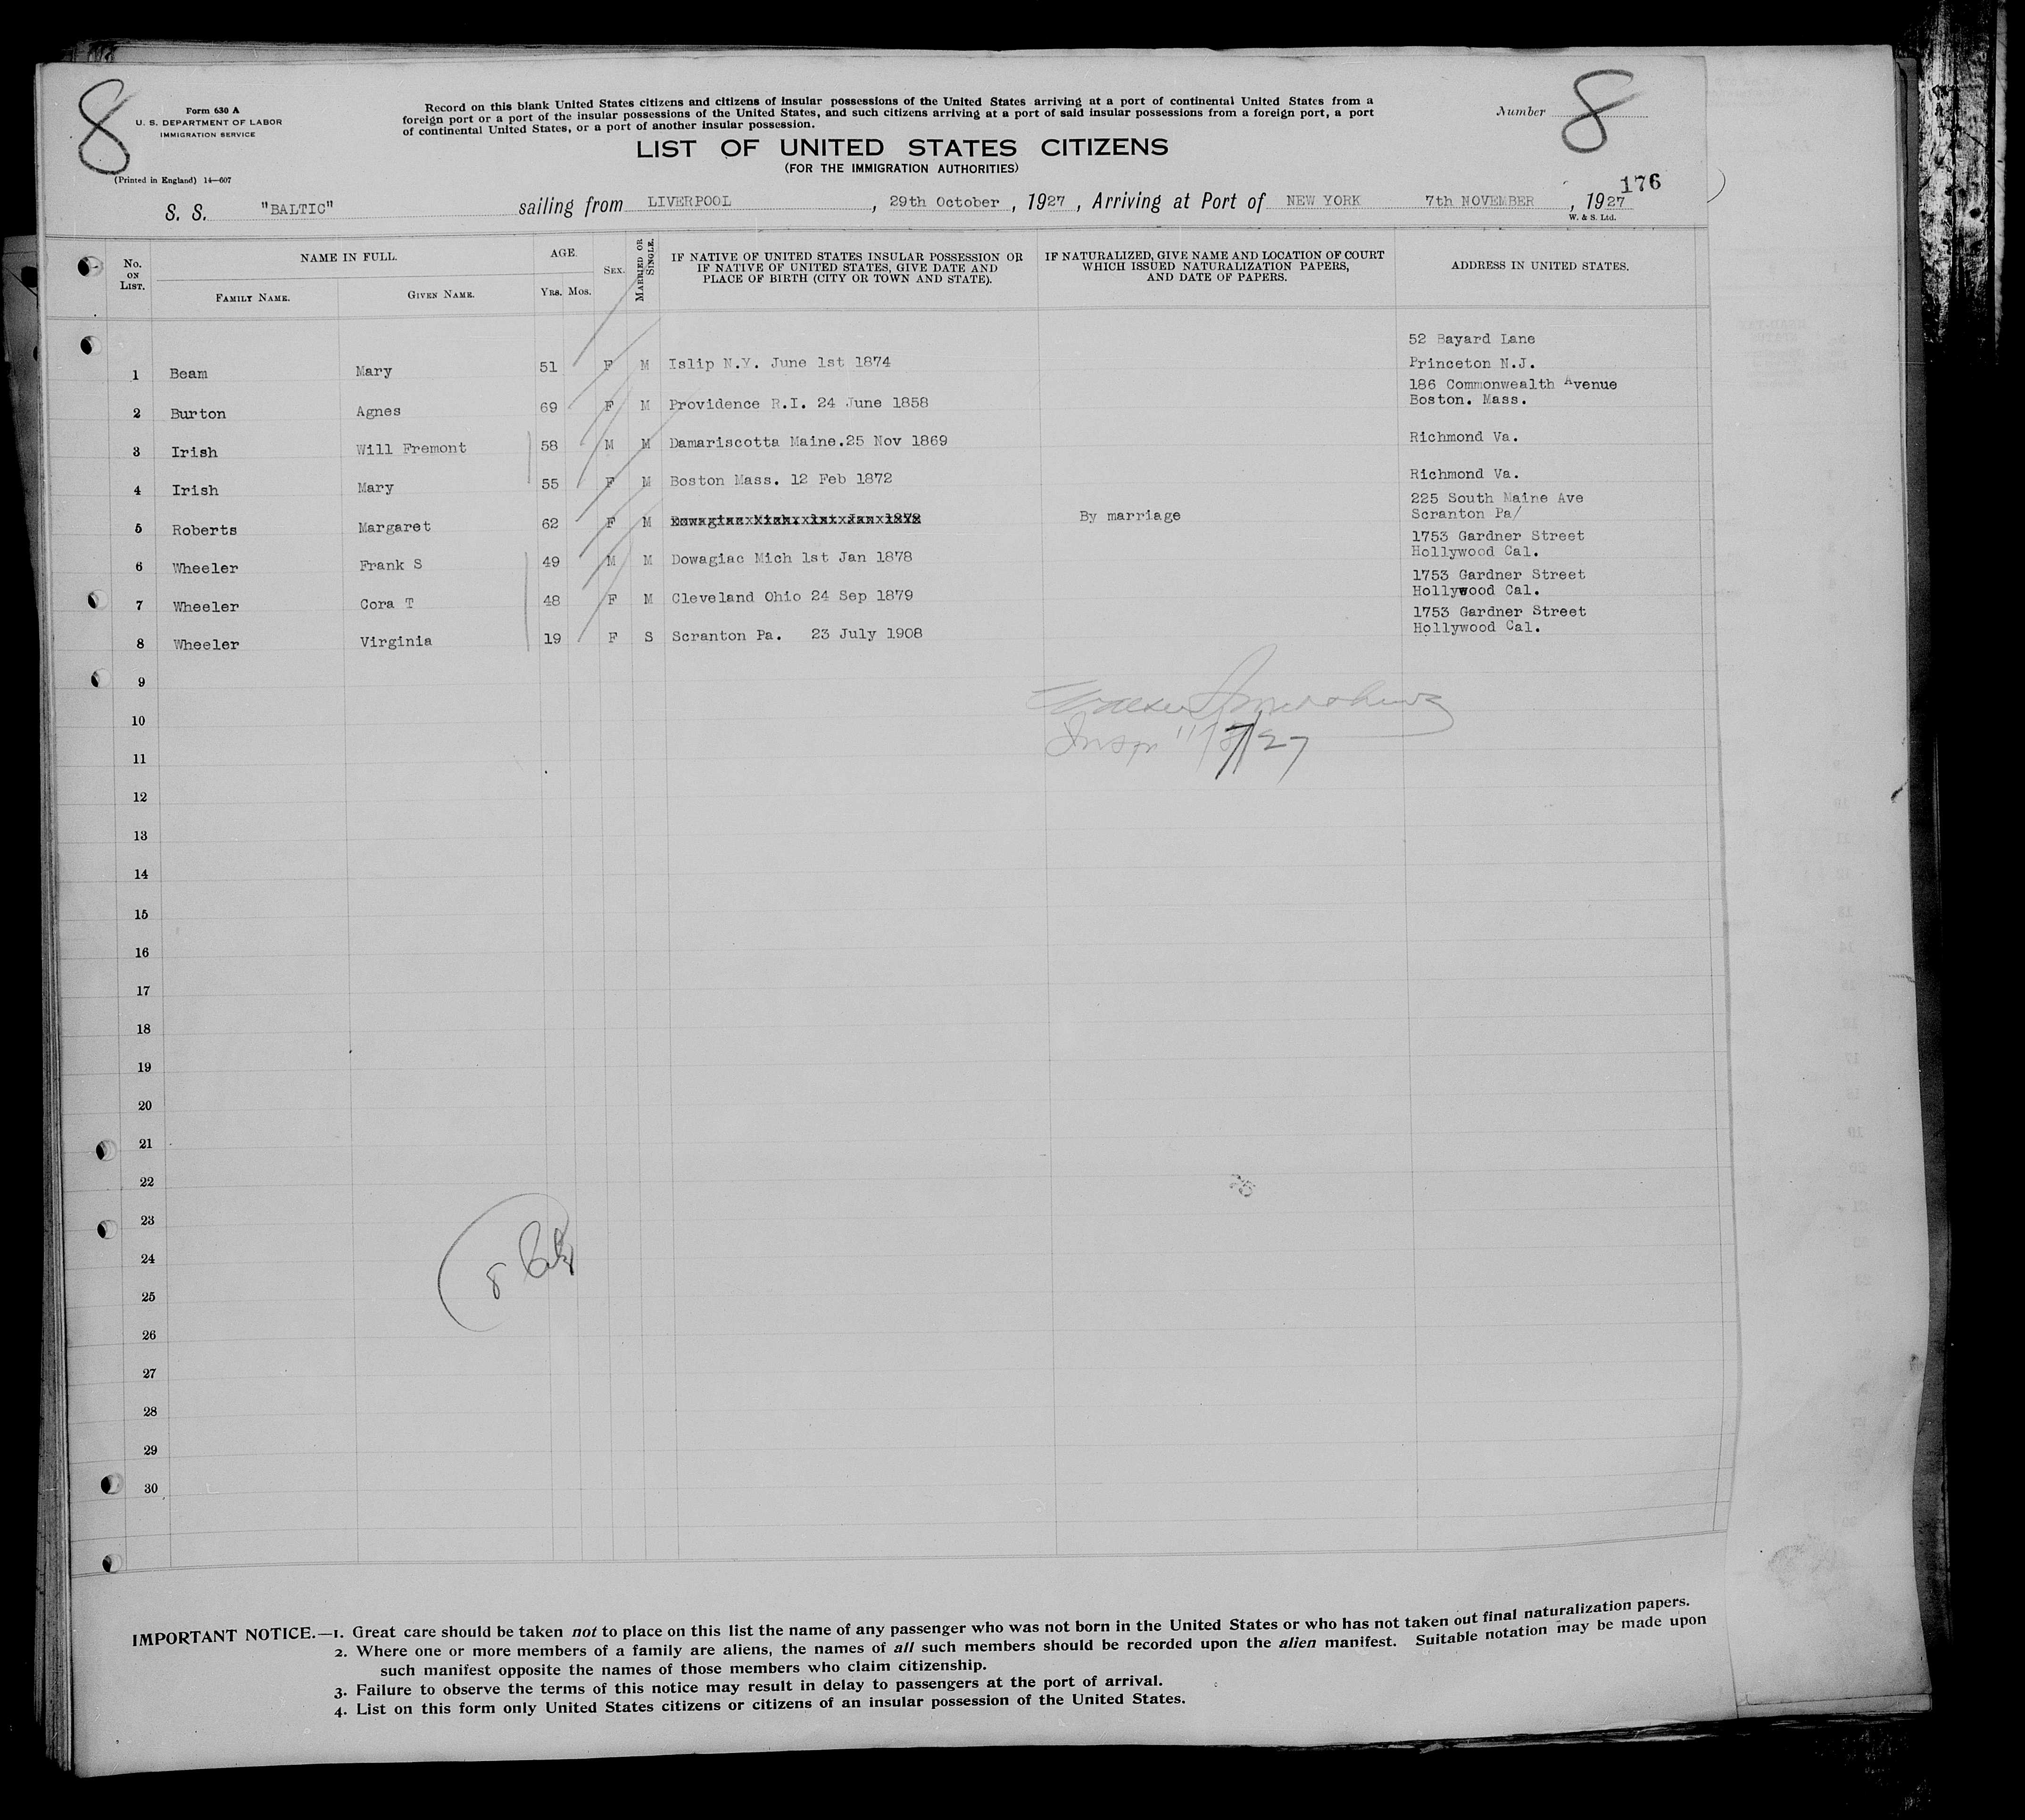 8
Form 630 A
U. S. DEPARTMENT OF LABOR
IMMIGRATION SERVICE
(Printed in England) 14—607
Record on this blank United States citizens and citizens of insular possessions of the United States arriving at a port of continental United States from a
foreign port or a port of the insular possessions of the United States, and such citizens arriving at a port of said insular possessions from a foreign port, a port
of continental United States, or a port of another insular possession.
Number 8
LIST OF UNITED STATES CITIZENS
(FOR THE IMMIGRATION AUTHORITIES)
176
S. S. "BALTIC" sailing from LIVERPOOL, 29th October, 1927, Arriving at Port of NEW YORK 7th NOVEMBER, 1927
W. & S. Ltd.
No. ON LIST. NAME IN FULL. FAMILY NAME. GIVEN NAME. AGE. YRS. MOS. SEX. MARRIED OR SINGLE. IF NATIVE OF UNITED STATES INSULAR POSSESSION OR IF NATIVE OF UNITED STATES, GIVE DATE AND PLACE OF BIRTH (CITY OR TOWN AND STATE). IF NATURALIZED, GIVE NAME AND LOCATION OF COURT WHICH ISSUED NATURALIZATION PAPERS, AND DATE OF PAPERS. ADDRESS IN UNITED STATES.
1 Beam Mary 51 F M Islip N.Y. June 1st 1874 52 Bayard Lane Princeton N.J.
2 Burton Agnes 69 F M Providence R.I. 24 June 1858 186 Commonwealth Avenue Boston. Mass.
3 Irish Will Fremont 58 M M Damariscotta Maine.25 Nov 1869 Richmond Va.
4 Irish Mary 55 F M Boston Mass. 12 Feb 1872 Richmond Va.
5 Roberts Margaret 62 F M Dowagiac Mich. 1st Jan 1878 By marriage 225 South Maine Ave Scranton Pa/
6 Wheeler Frank S 49 M M Dowagiac Mich 1st Jan 1878 1753 Gardner Street Hollywood Cal.
7 Wheeler Cora T 48 F M Cleveland Ohio 24 Sep 1879 1753 Gardner Street Hollywood Cal.
8 Wheeler Virginia 19 F S Scranton Pa. 23 July 1908 1753 Gardner Street Hollywood Cal.
9
10
Insp 11/7/27
11
12
13
14
15
16
17
18
19
20
21
22
23
24
8
25
26
27
28
29
30
IMPORTANT NOTICE.—1. Great care should be taken not to place on this list the name of any passenger who was not born in the United States or who has not taken out final naturalization papers.
2. Where one or more members of a family are aliens, the names of all such members should be recorded upon the alien manifest. Suitable notation may be made upon
such manifest opposite the names of those members who claim citizenship.
3. Failure to observe the terms of this notice may result in delay to passengers at the port of arrival.
4. List on this form only United States citizens or citizens of an insular possession of the United States.